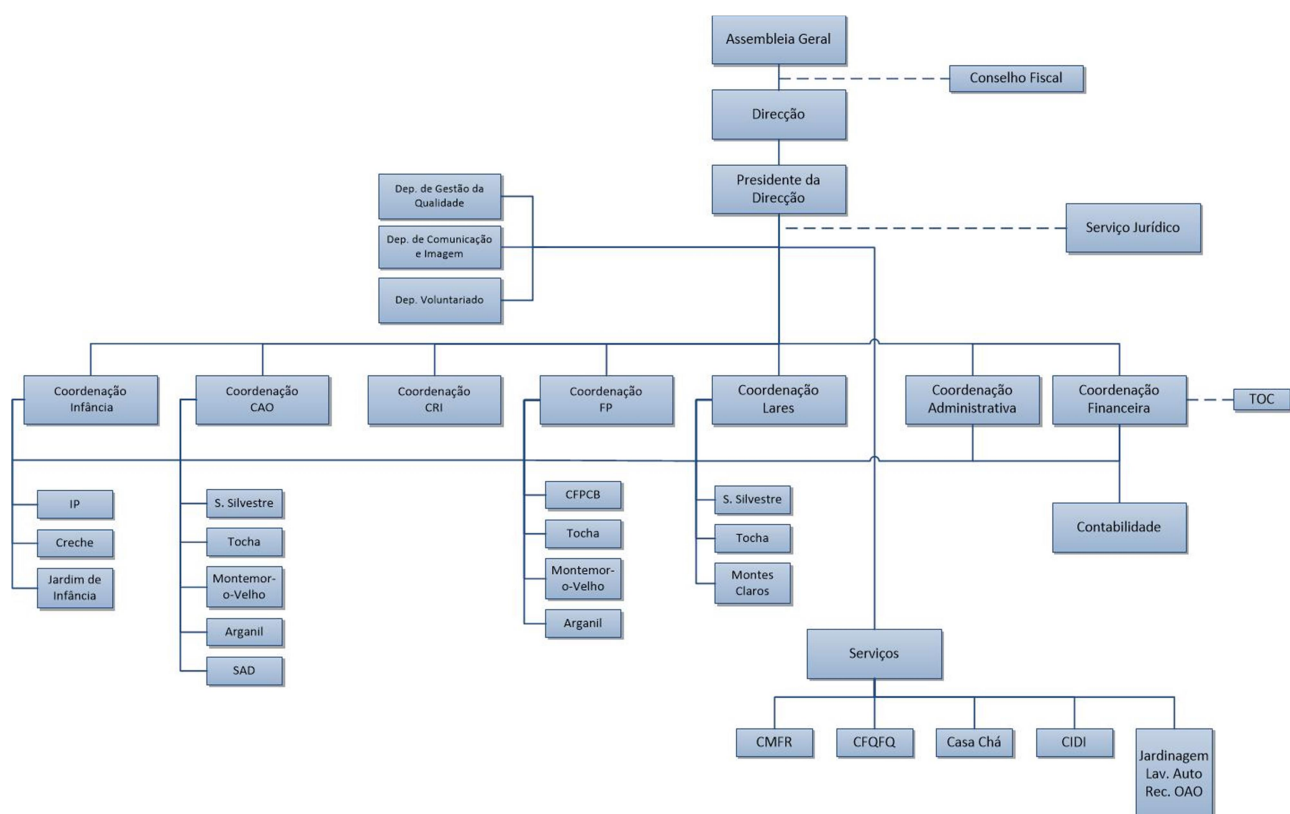 Assembleia Geral
Conselho Fiscal
Direcção
Presidente da
Direcção
Dep. de Gestão da
Qualidade
Dep. de Comunicação
e Imagem
Dep. Voluntariado
Serviço Jurídico
Coordenação
Infância
Coordenação
CAO
Coordenação
CRI
Coordenação
FP
Coordenação
Lares
Coordenação
Administrativa
Coordenação
Financeira
TOC
IP
Creche
Jardim de
Infância
S. Silvestre
Tocha
Montemor-
o-Velho
Arganil
SAD
CFPCB
Tocha
Montemor-
o-Velho
Arganil
S. Silvestre
Tocha
Montes
Claros
Contabilidade
Serviços
CMFR
CFQFQ
Casa Chá
CIDI
Jardinagem
Lav. Auto
Rec. OAO